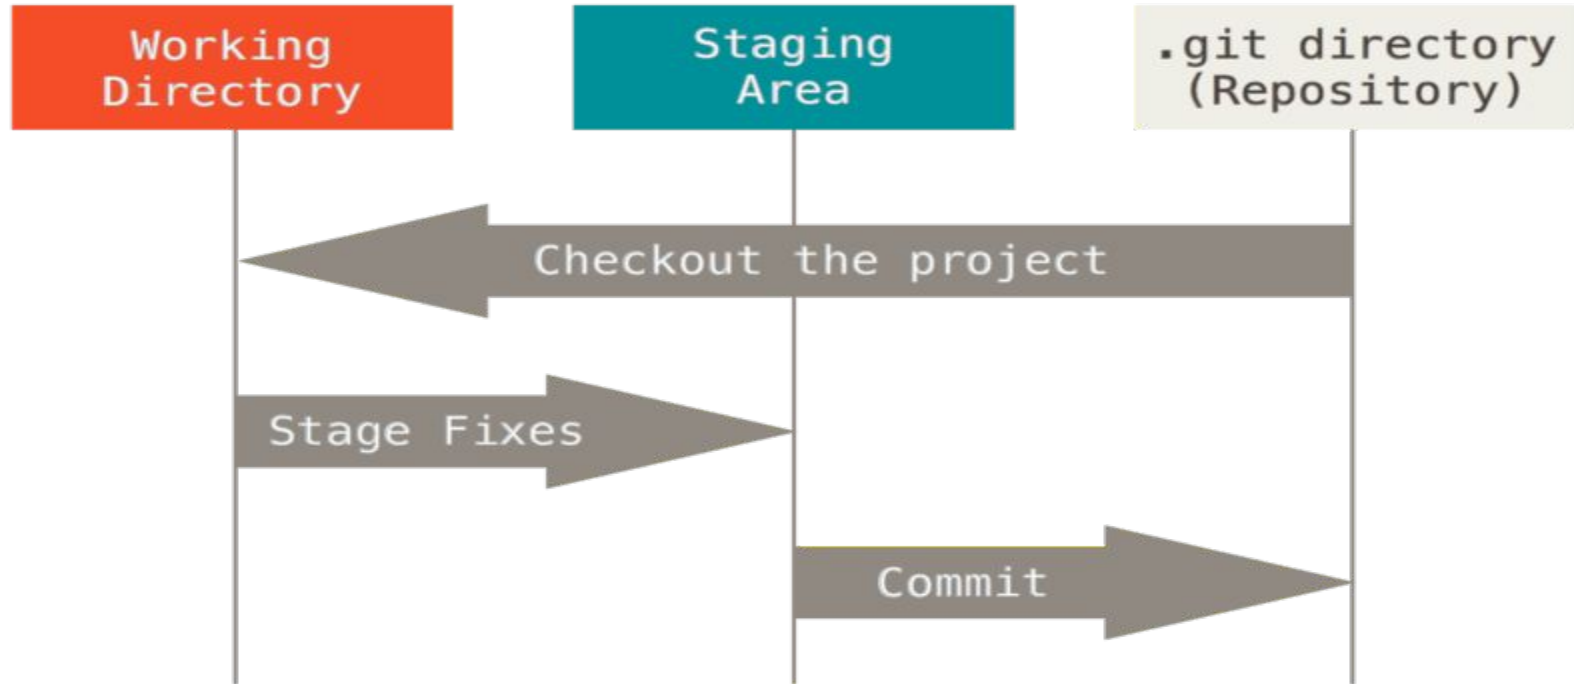 Working
Directory
Staging
Area
.git directory
(Repository)
Checkout the project
Stage Fixes
Commit